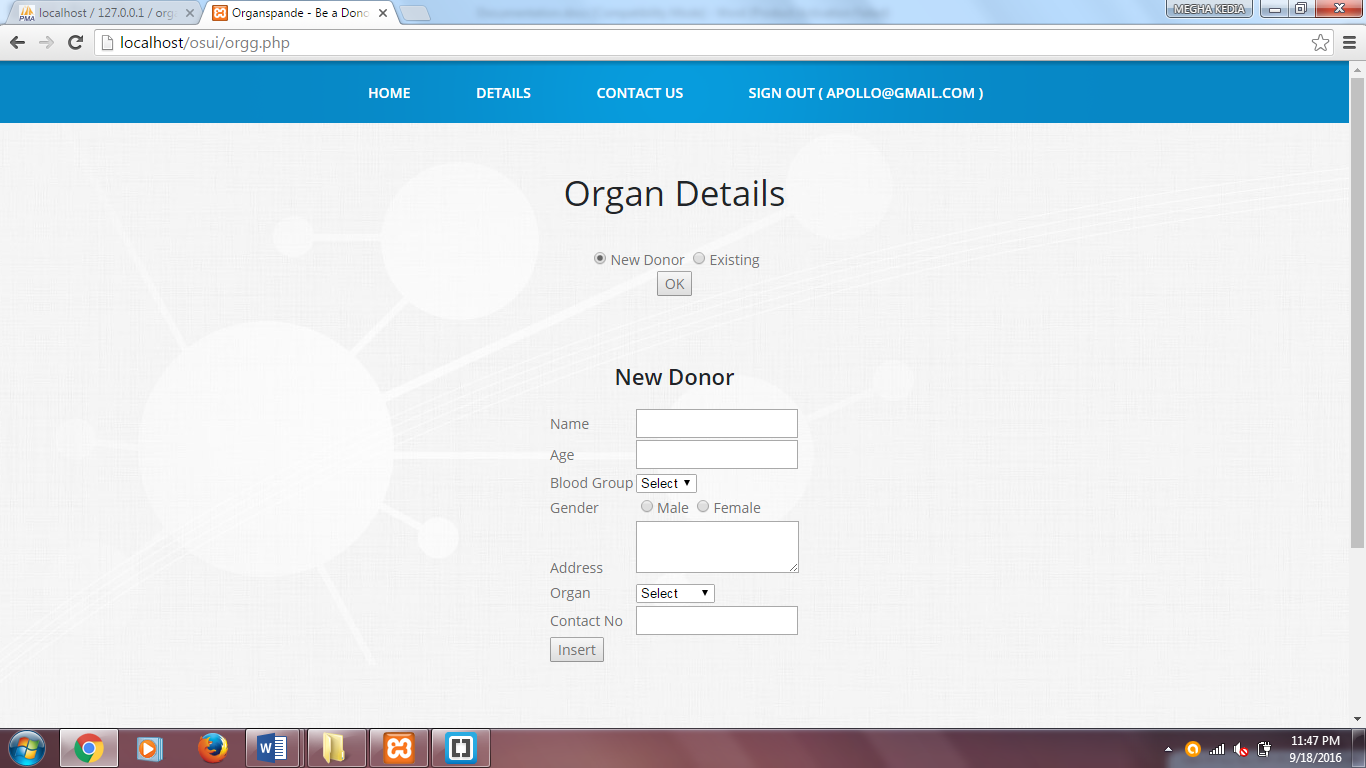 localhost / 127.0.0.1 / orga
Organspande - Be a Dono
MEGHA KEDIA
localhost/osui/orgg.php
HOME DETAILS CONTACT US SIGN OUT ( APOLLO@GMAIL.COM )
Organ Details
New Donor Existing
OK
New Donor
Name
Age
Blood Group Select
Gender Male Female
Address
Organ Select
Contact No
Insert
11:47 PM
9/18/2016